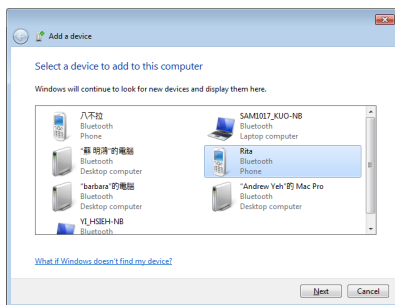 Add a device
Select a device to add to this computer
Windows will continue to look for new devices and display them here.
八不拉
Bluetooth
Phone
SAM1017_KUO-NB
Bluetooth
Laptop computer
"蘇 明鴻"的電腦
Bluetooth
Desktop computer
Rita
Bluetooth
Phone
"barbara"的電腦
Bluetooth
Desktop computer
"Andrew Yeh"的 Mac Pro
Bluetooth
Desktop computer
YI_HSIEH-NB
Bluetooth
What if Windows doesn't find my device?
Next
Cancel